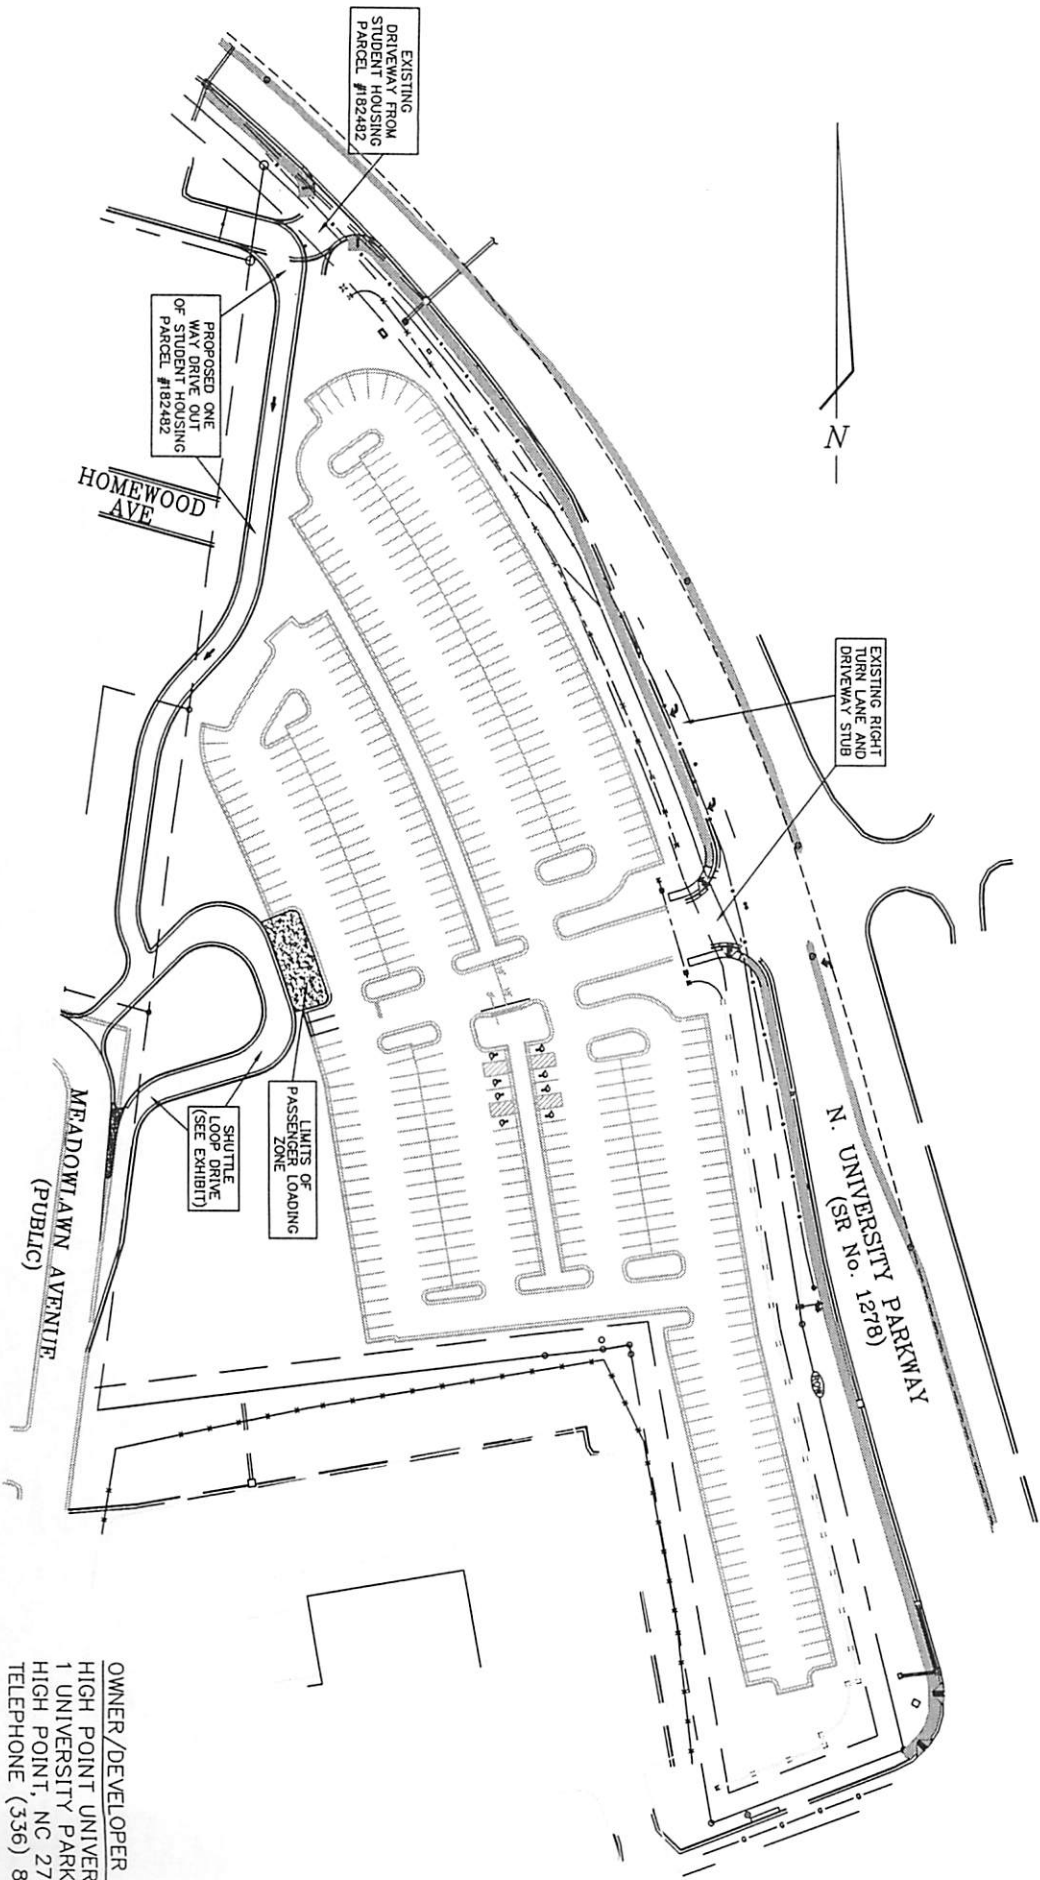 EXISTING
DRIVEWAY FROM
STUDENT HOUSING
PARCEL #182482
PROPOSED ONE
WAY DRIVE OUT
OF STUDENT HOUSING
PARCEL #182482
HOMEWOOD
AVE
N
EXISTING RIGHT
TURN LANE AND
DRIVEWAY STUB
N. UNIVERSITY PARKWAY
(SR No. 1278)
LIMITS OF
PASSENGER LOADING
ZONE
SHUTTLE
LOOP DRIVE
(SEE EXHIBIT)
MEADOWLAWN AVENUE
(PUBLIC)
OWNER/DEVELOPER
HIGH POINT UNIVER
1 UNIVERSITY PARK
HIGH POINT, NC 27
TELEPHONE (336) 8